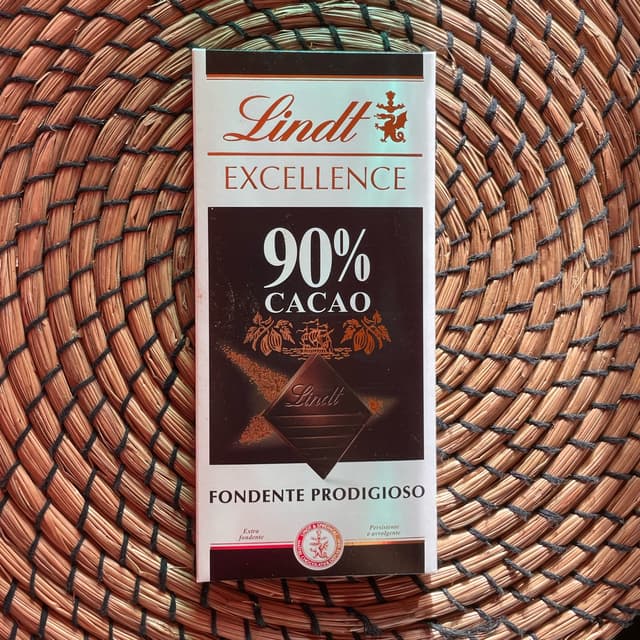 Lindt
EXCELLENCE
90%
CACAO
Lindt
FONDENTE PRODIGIOSO
Extra
fondente
Persistente
e avvolgente